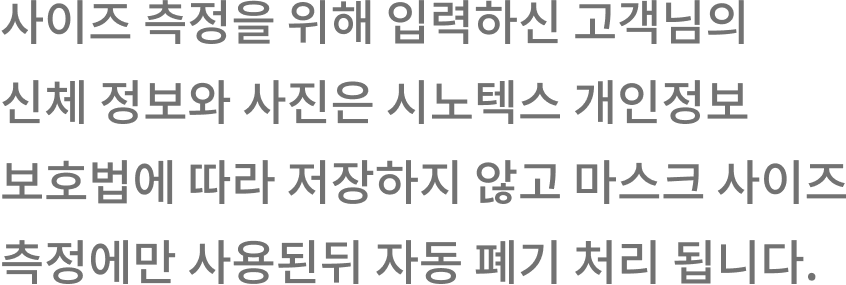 사이즈 측정을 위해 입력하신 고객님의
신체 정보와 사진은 시노텍스 개인정보
보호법에 따라 저장하지 않고 마스크 사이즈
측정에만 사용된뒤 자동 폐기 처리 됩니다.